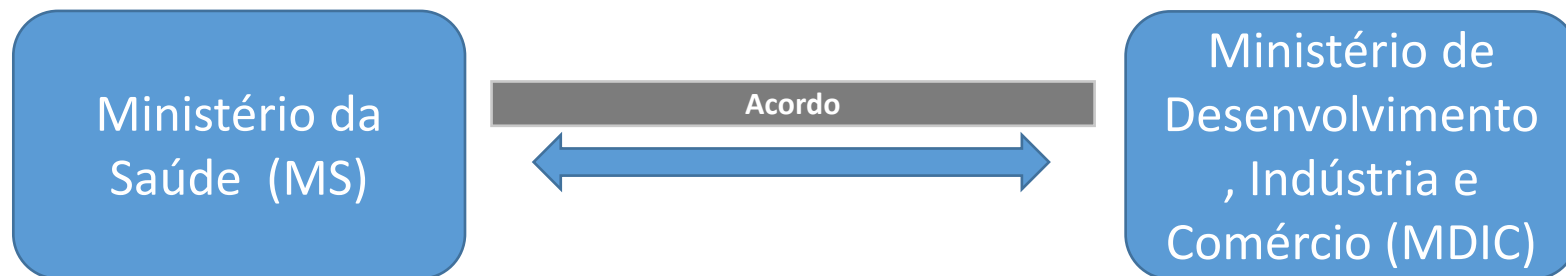 Ministério da
Saúde  (MS)
Acordo
Ministério de
Desenvolvimento
, Indústria e
Comércio (MDIC)